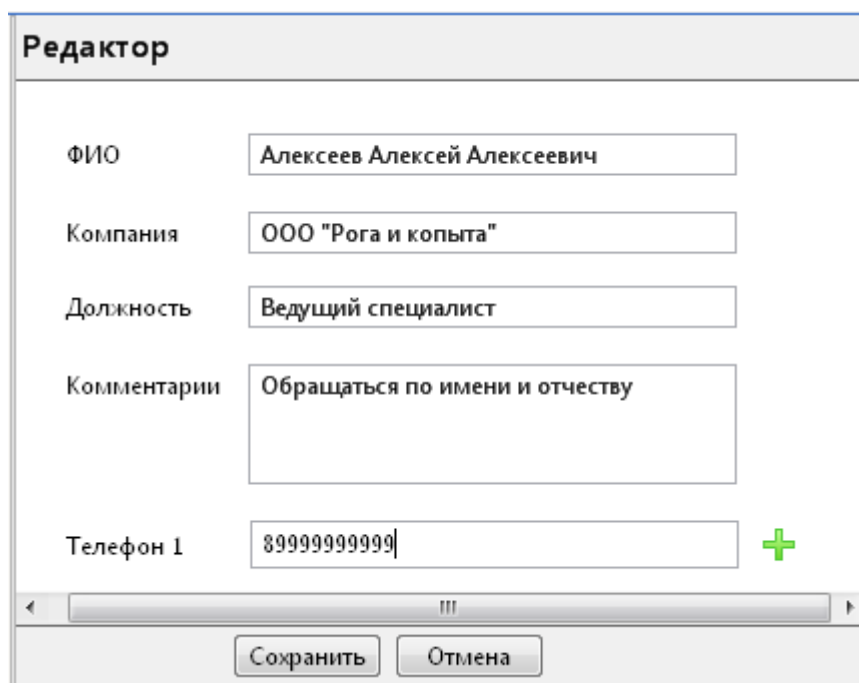 Редактор
ФИО Алексеев Алексей Алексеевич
Компания ООО "Рога и копыта"
Должность Ведущий специалист
Комментарии Обращаться по имени и отчеству
Телефон 1 89999999999
Сохранить Отмена